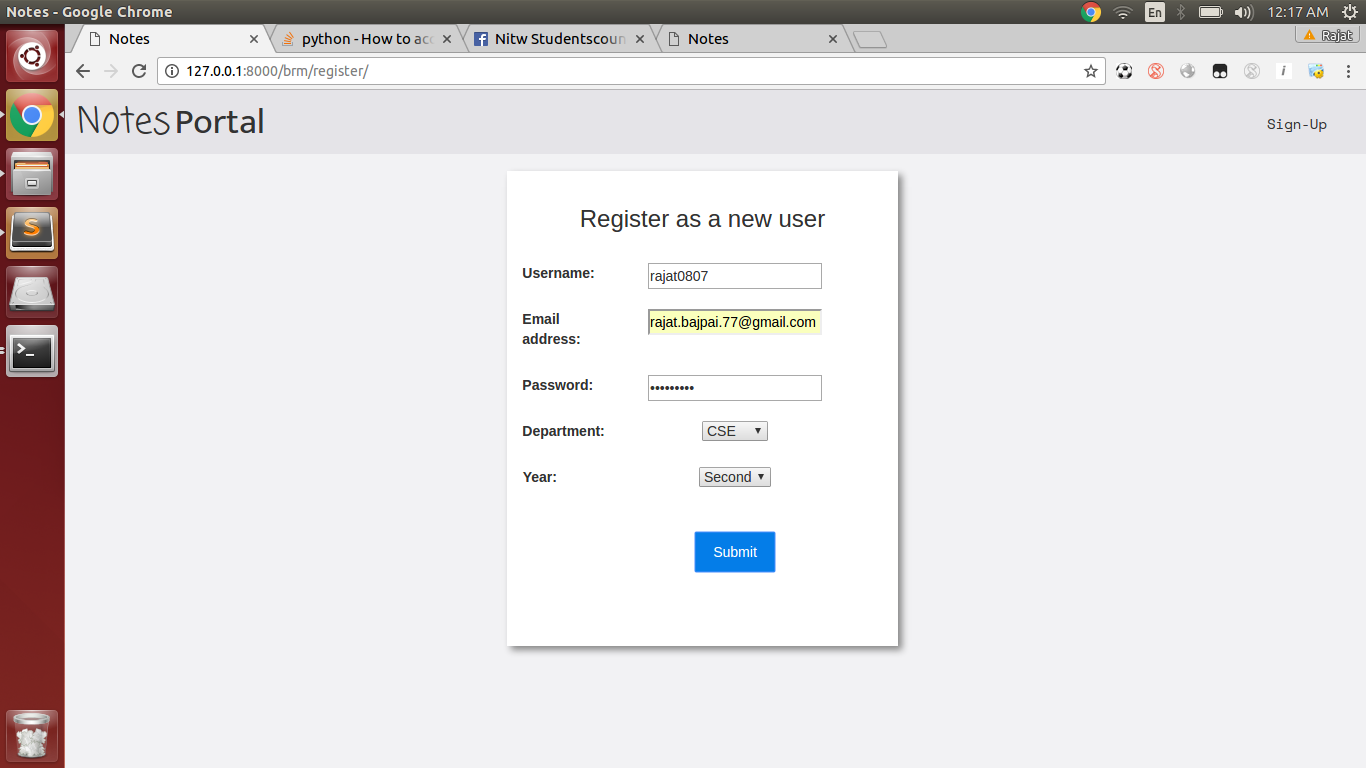 Notes - Google Chrome
En
12:17 AM
Notes
python - How to acc
Nitw Studentscoun
Notes
Rajat
127.0.0.1:8000/brm/register/
Notes Portal
Sign-Up
Register as a new user
Username:
rajat0807
Email
address:
rajat.bajpai.77@gmail.com
Password:
•••••••••
Department:
CSE
Year:
Second
Submit